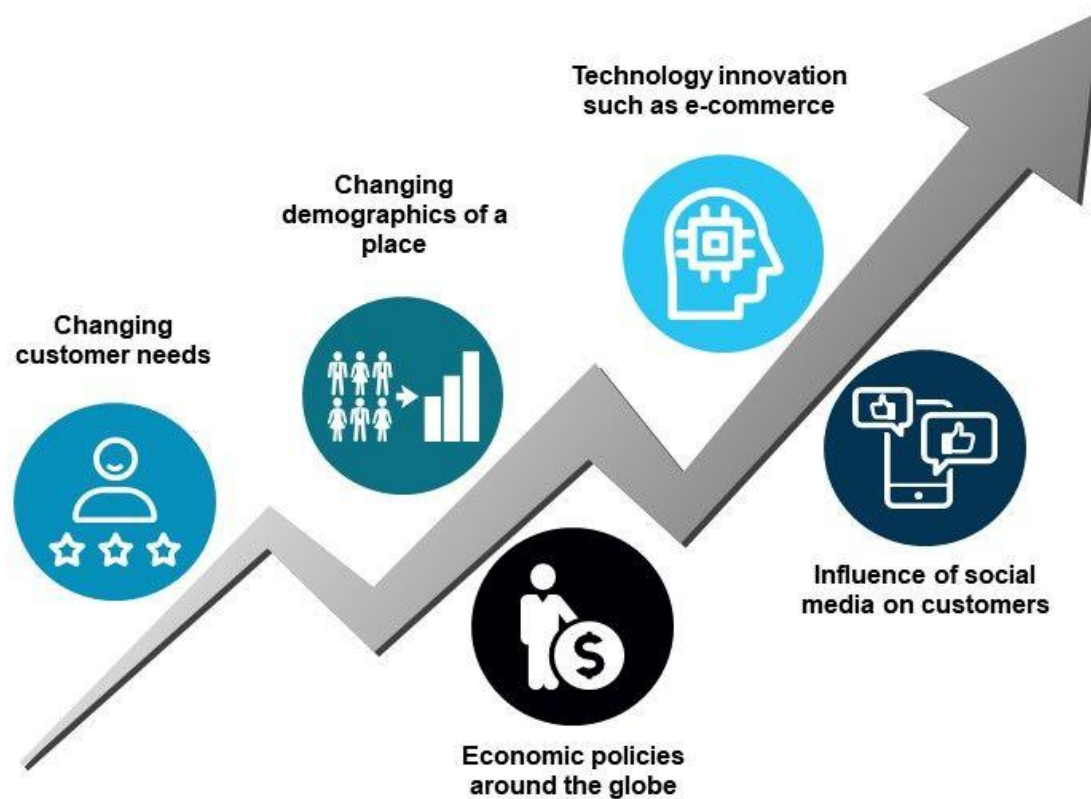 Technology innovation
such as e-commerce
Changing
demographics of a
place
Changing
customer needs
$
Influence of social
media on customers
Economic policies
around the globe